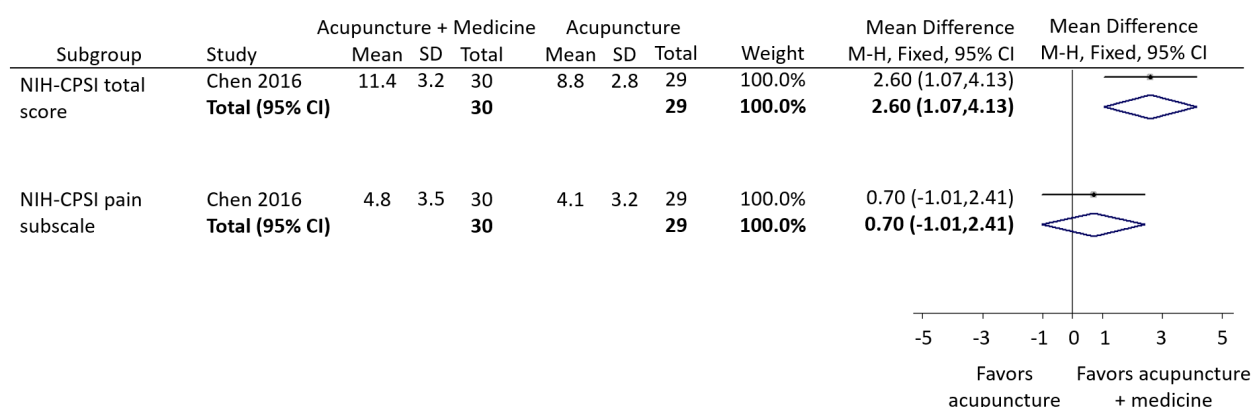 Acupuncture + Medicine Acupuncture Mean Difference Mean Difference
Subgroup Study Mean SD Total Mean SD Total Weight M-H, Fixed, 95% CI M-H, Fixed, 95% CI
NIH-CPSI total score Chen 2016 11.4 3.2 30 8.8 2.8 29 100.0% 2.60 (1.07,4.13)
Total (95% CI) 30 29 100.0% 2.60 (1.07,4.13)
NIH-CPSI pain subscale Chen 2016 4.8 3.5 30 4.1 3.2 29 100.0% 0.70 (-1.01,2.41)
Total (95% CI) 30 29 100.0% 0.70 (-1.01,2.41)
-5 -3 -1 0 1 3 5
Favors acupuncture Favors acupuncture + medicine